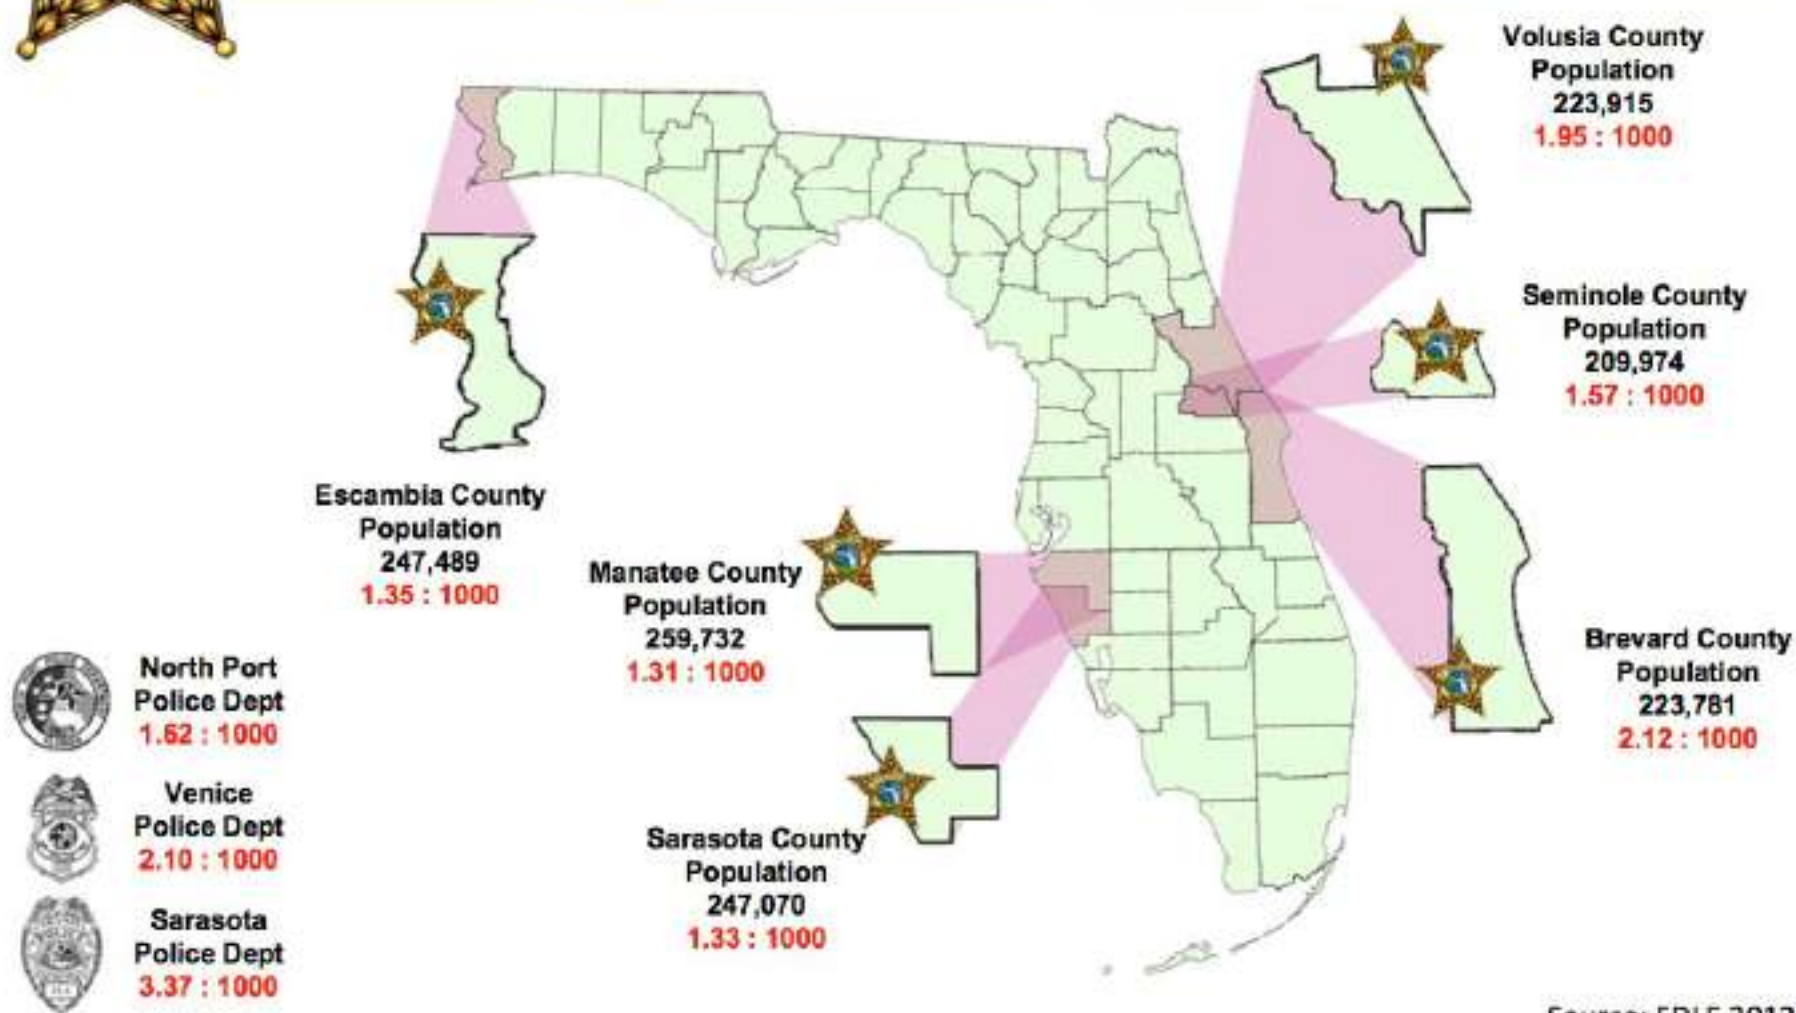 Volusia County
Population
223,915
1.95 : 1000
Seminole County
Population
209,974
1.57 : 1000
Escambia County
Population
247,489
1.35 : 1000
Manatee County
Population
259,732
1.31 : 1000
Brevard County
Population
223,781
2.12 : 1000
Sarasota County
Population
247,070
1.33 : 1000
North Port
Police Dept
1.62 : 1000
Venice
Police Dept
2.10 : 1000
Sarasota
Police Dept
3.37 : 1000
Source: FDLE 2012